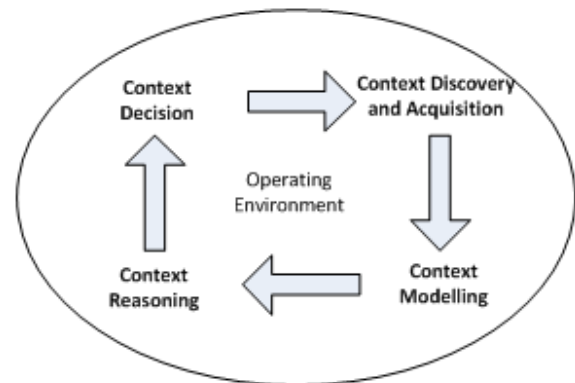 Context
Decision
Context Discovery
and Acquisition
Operating
Environment
Context
Reasoning
Context
Modelling